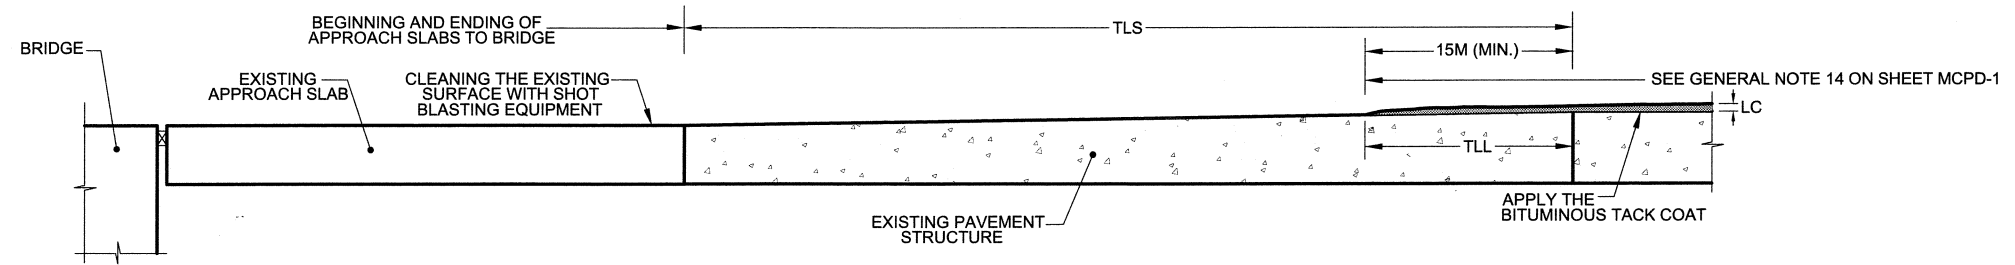 BEGINNING AND ENDING OF
APPROACH SLABS TO BRIDGE
TLS
BRIDGE
15M (MIN.)
EXISTING
APPROACH SLAB
CLEANING THE EXISTING
SURFACE WITH SHOT
BLASTING EQUIPMENT
SEE GENERAL NOTE 14 ON SHEET MCPD-1
LC
TLL
APPLY THE
BITUMINOUS TACK COAT
EXISTING PAVEMENT
STRUCTURE